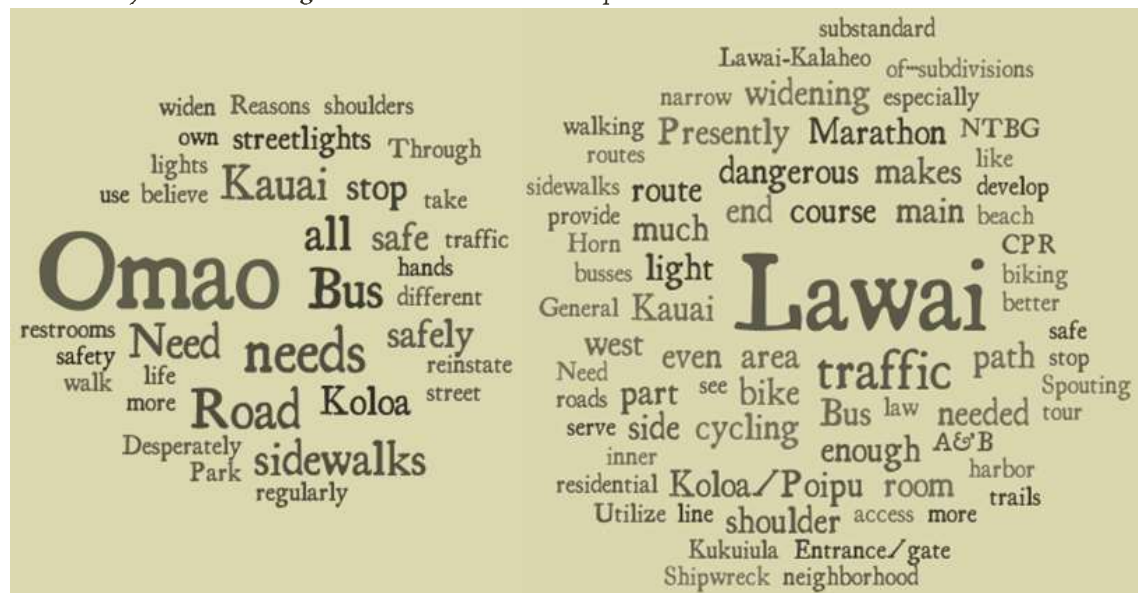 widen Reasons shoulders
own streetlights Through
lights Kauai stop
use believe take
all safe traffic
Omao Bus hands
different
restrooms Need needs safely
safety reinstate
walk life
more Road Koloa street
Desperately
Park sidewalks
regularly
substandard
Lawai-Kalaheo of-subdivisions
narrow widening especially
walking Presently Marathon NTBG
routes dangerous makes like
sidewalks route develop
provide end course main beach
Horn much CPR
busses light Lawai biking
General Kauai better
west even area traffic path safe
stop
Need
roads part see bike Bus law needed Spouting
tour
serve side cycling enough A&B
inner harbor
residential Koloa/Poipu room trails
Utilize line shoulder access more
Kukuiula Entrance/gate
Shipwreck neighborhood